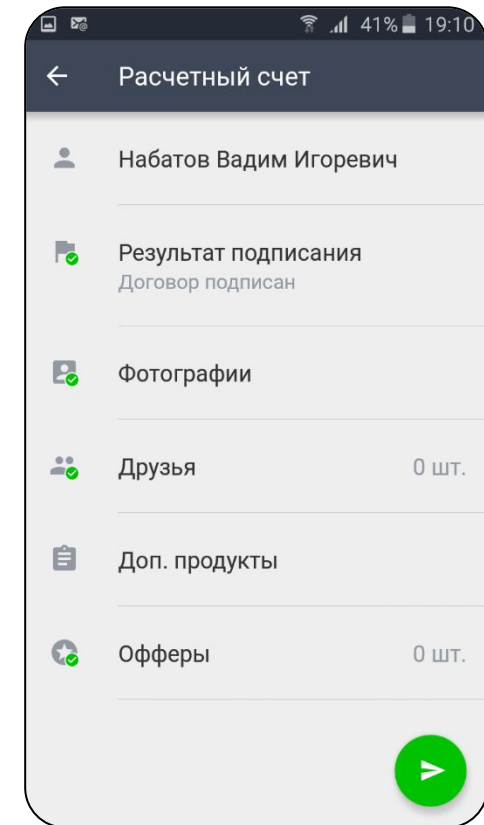 41% 19:10
Расчетный счет
Набатов Вадим Игоревич
Результат подписания
Договор подписан
Фотографии
Друзья 0 шт.
Доп. продукты
Офферы 0 шт.